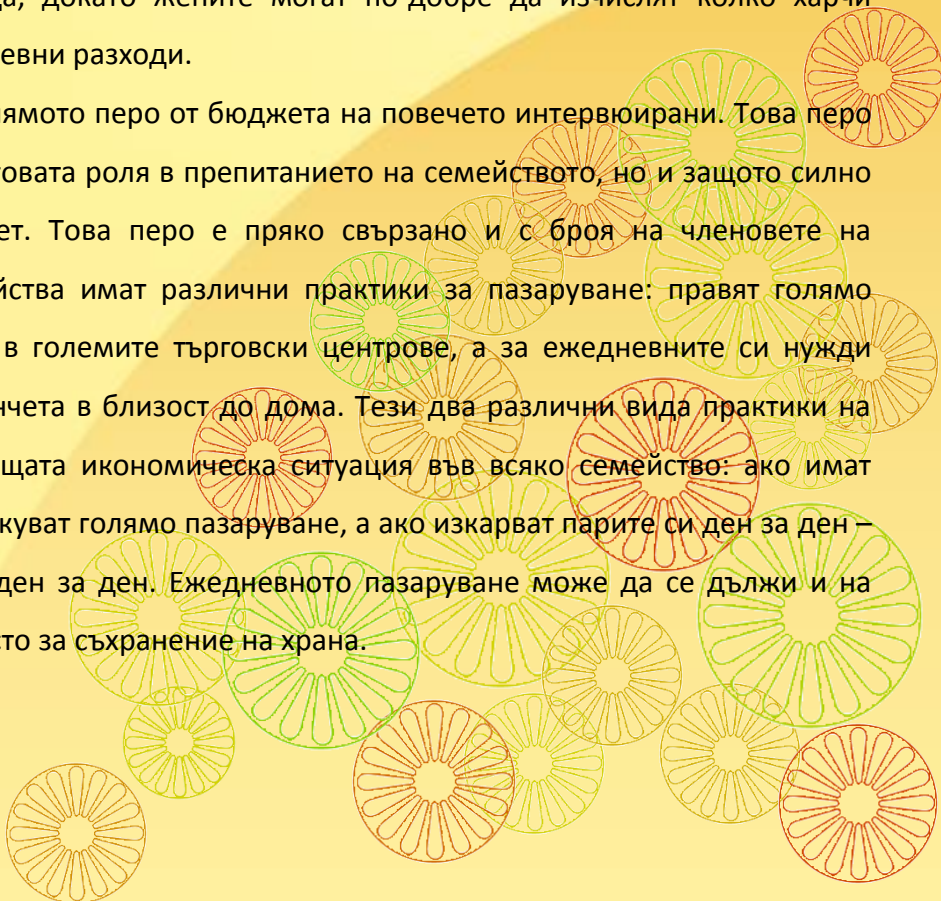 да, докато жените могат по-добре да изчислят колко харчи
евни разходи.
лямото перо от бюджета на повечето интервюирани. Това перо
товата роля в препитанието на семейството, но и защото силно
ет. Това перо е пряко свързано и с броя на членовете на
йства имат различни практики за пазаруване: правят голямо
в големите търговски центрове, а за ежедневните си нужди
нчета в близост до дома. Тези два различни вида практики на
щата икономическа ситуация във всяко семейство: ако имат
куват голямо пазаруване, а ако изкарват парите си ден за ден –
ден за ден. Ежедневното пазаруване може да се дължи и на
сто за съхранение на храна.